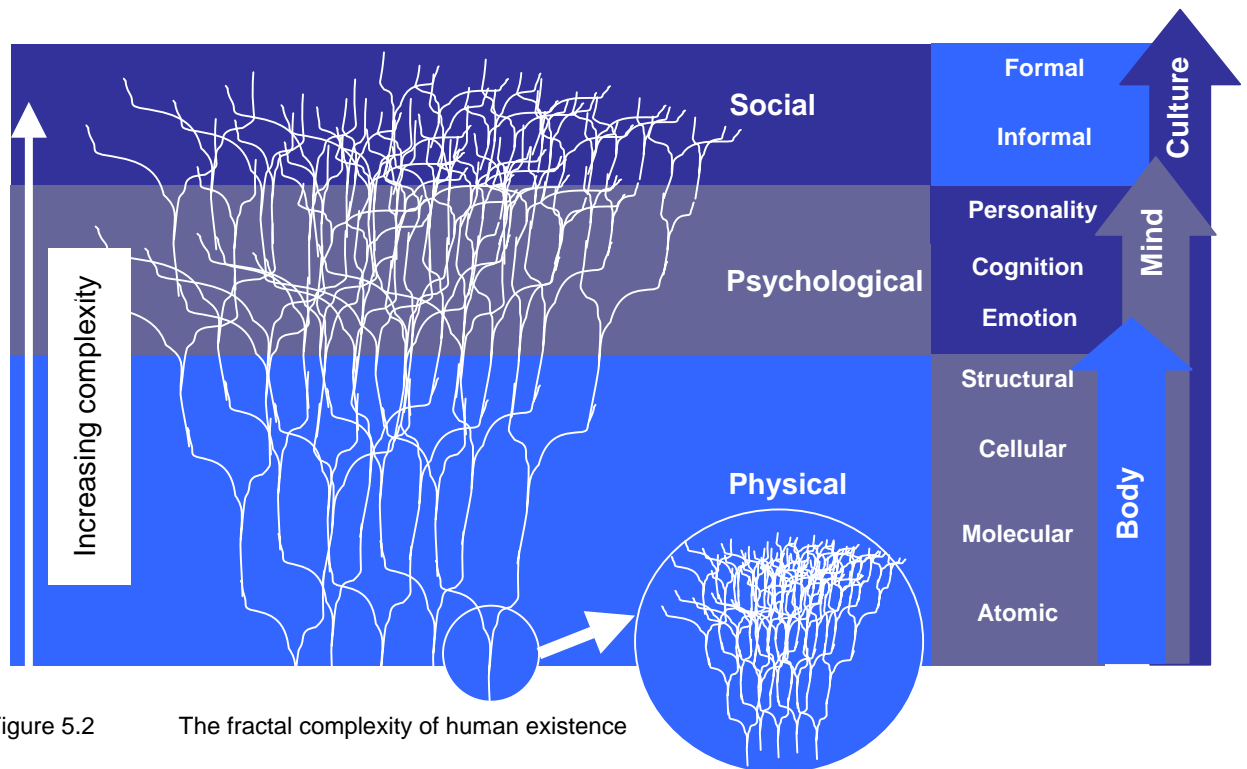 Formal
Culture
Social
Informal
Personality
Mind
Psychological
Cognition
Emotion
Increasing complexity
Structural
Cellular
Physical
Body
Molecular
Atomic
igure 5.2 The fractal complexity of human existence